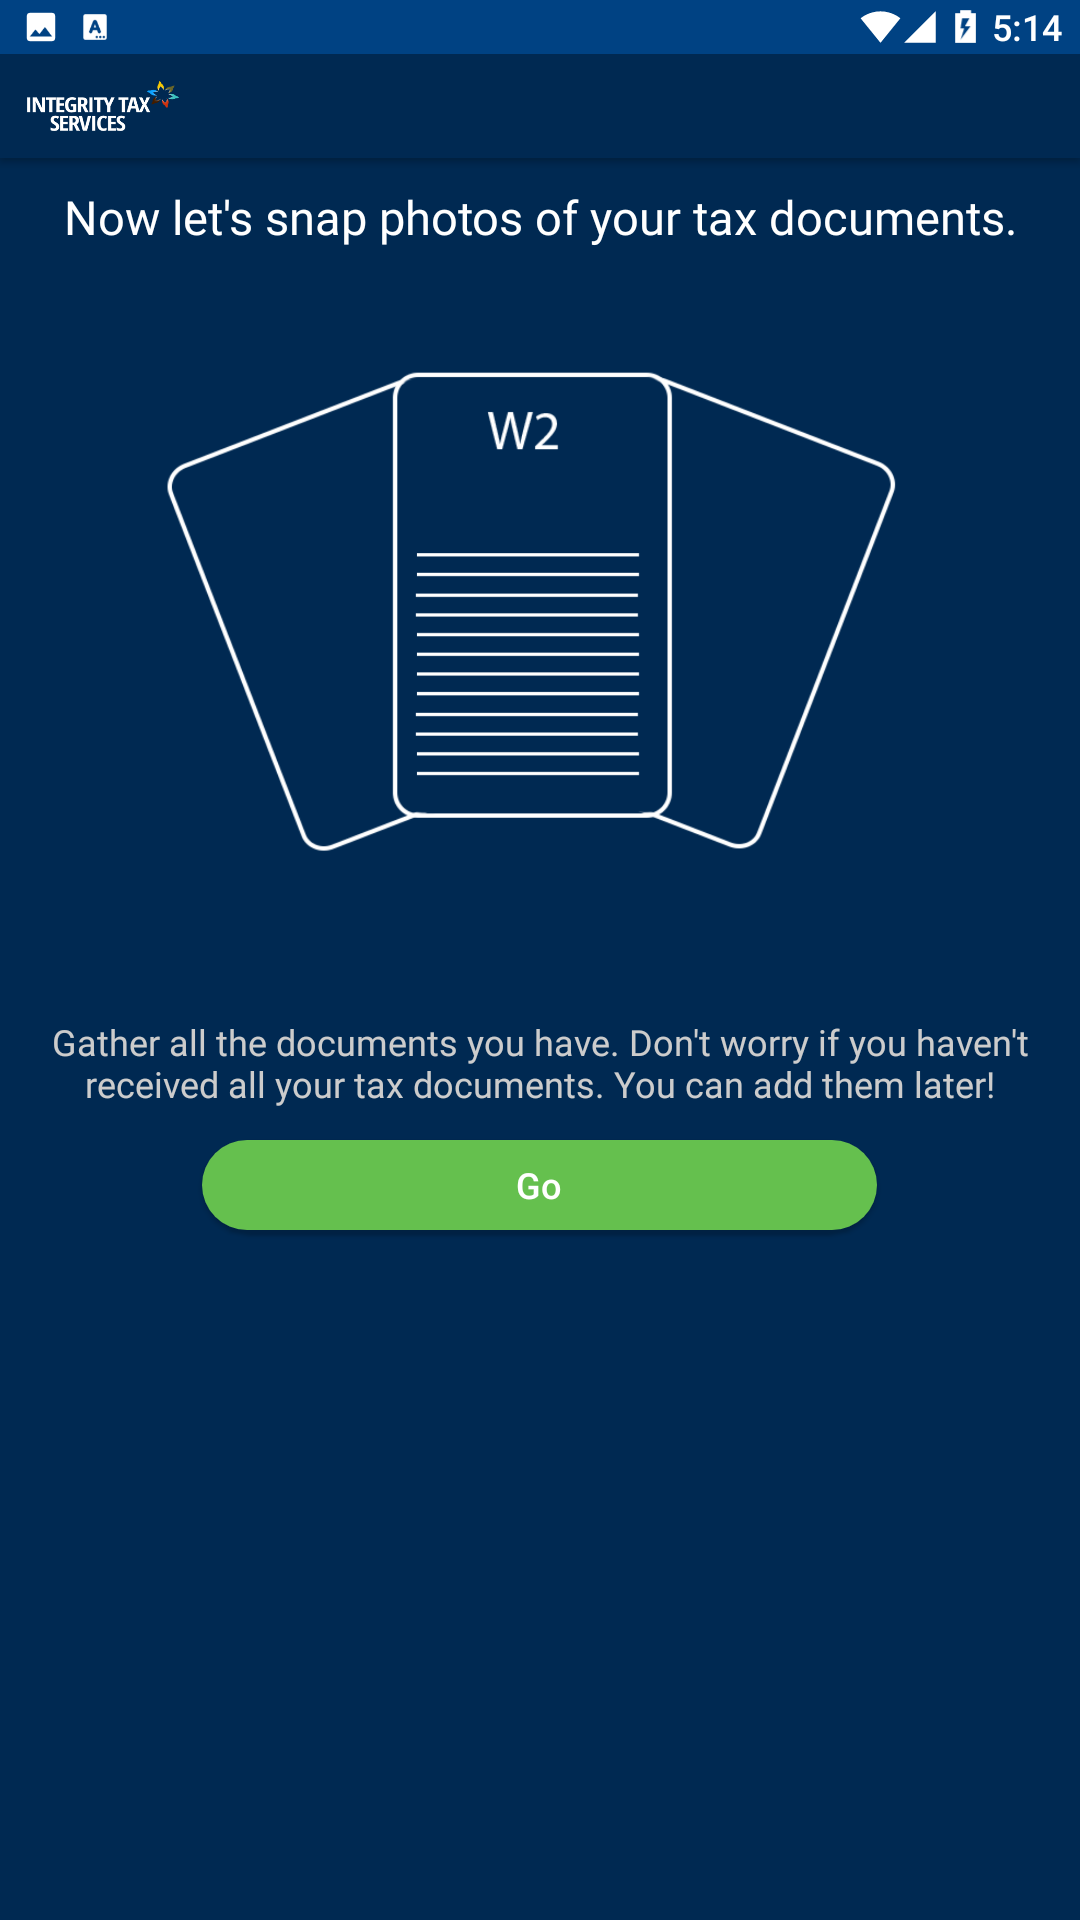 5:14
INTEGRITY TAX
SERVICES
Now let's snap photos of your tax documents.
W2
Gather all the documents you have. Don't worry if you haven't
received all your tax documents. You can add them later!
Go